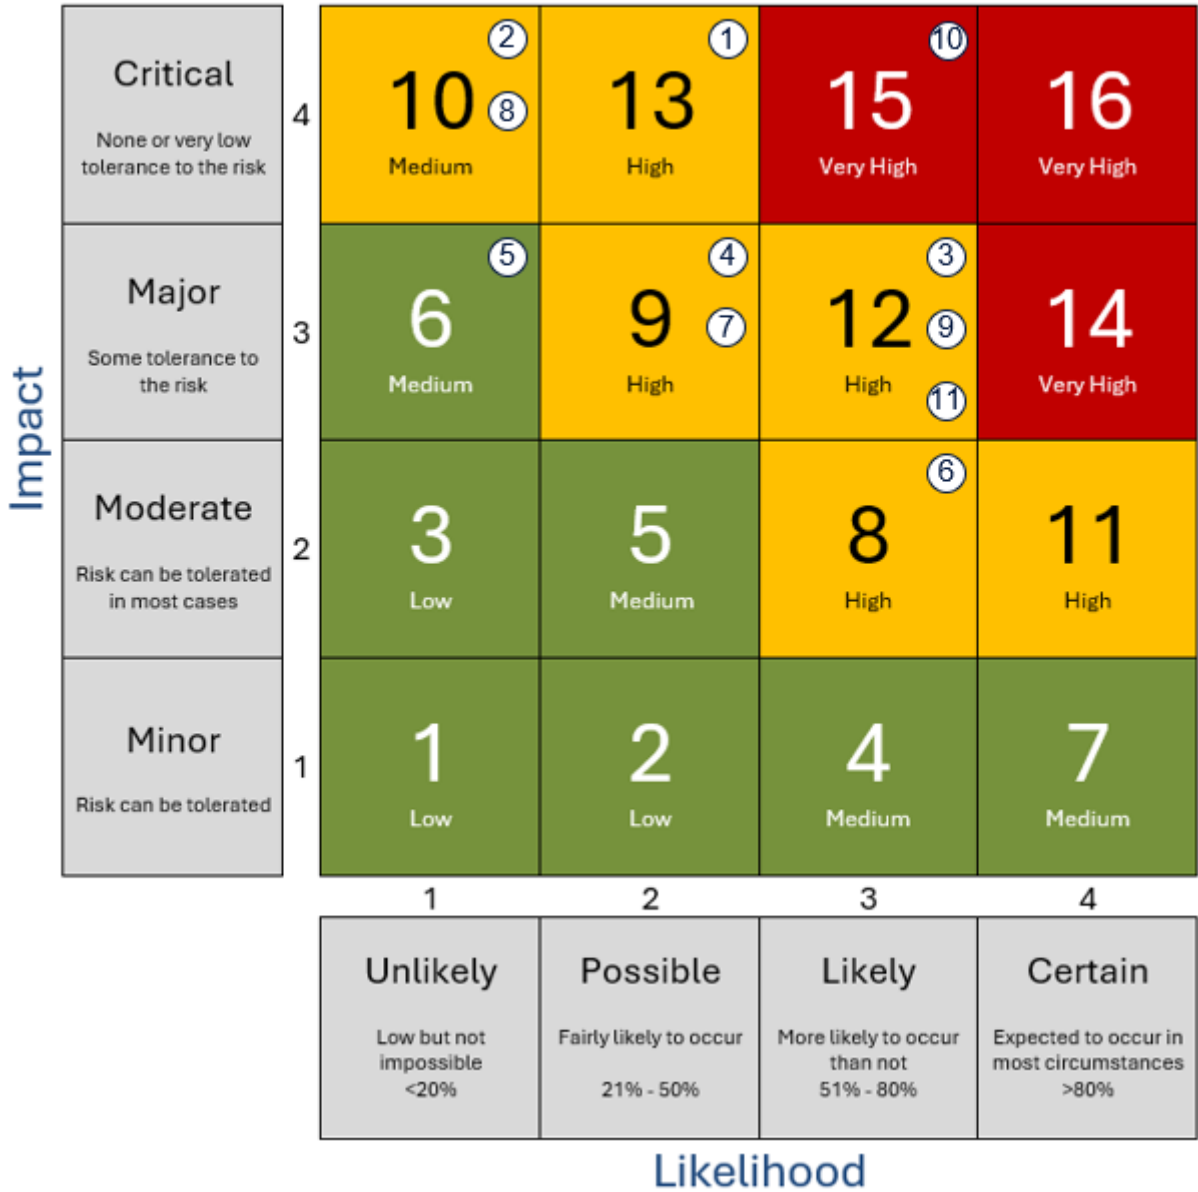 Impact
Critical
None or very low
tolerance to the risk
4
10
Medium
2
8
13
High
1
15
Very High
10
16
Very High
Major
Some tolerance to
the risk
3
6
Medium
5
9
High
4
7
12
High
3
9
11
14
Very High
Moderate
Risk can be tolerated
in most cases
2
3
Low
5
Medium
8
High
6
11
High
Minor
Risk can be tolerated
1
1
Low
2
Low
4
Medium
7
Medium
1
2
3
4
Unlikely
Low but not
impossible
<20%
Possible
Fairly likely to occur
21% - 50%
Likely
More likely to occur
than not
51% - 80%
Certain
Expected to occur in
most circumstances
>80%
Likelihood